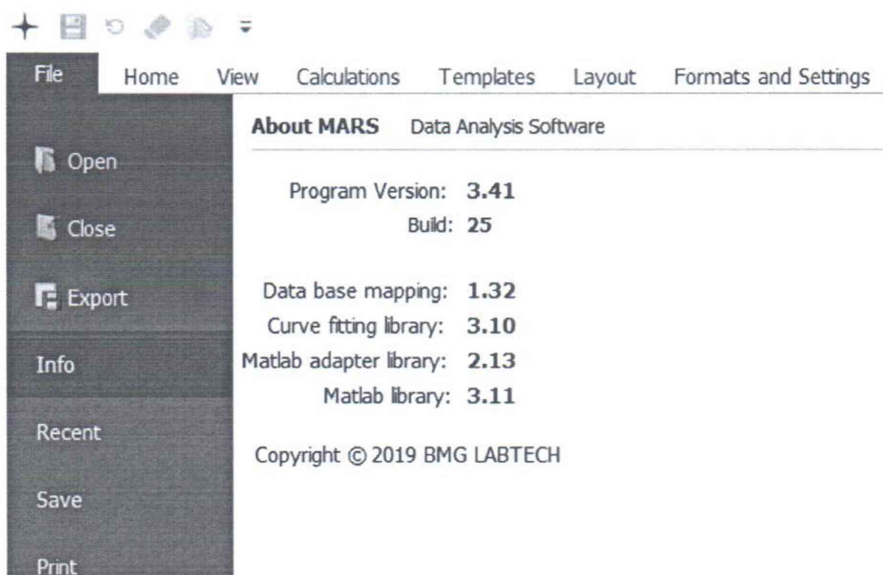 File Home View Calculations Templates Layout Formats and Settings
About MARS Data Analysis Software
Open
Close
Export
Info
Recent
Save
Print
Program Version: 3.41
Build: 25
Data base mapping: 1.32
Curve fitting library: 3.10
Matlab adapter library: 2.13
Matlab library: 3.11
Copyright © 2019 BMG LABTECH